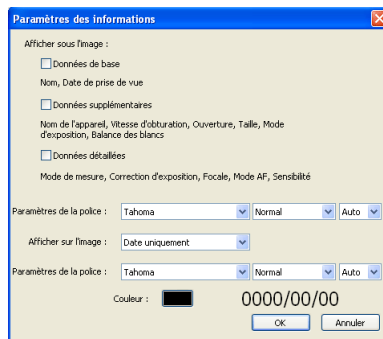 Paramètres des informations
Afficher sous l'image :
Données de base
Nom, Date de prise de vue
Données supplémentaires
Nom de l'appareil, Vitesse d'obturation, Ouverture, Taille, Mode
d'exposition, Balance des blancs
Données détaillées
Mode de mesure, Correction d'exposition, Focale, Mode AF, Sensibilité
Paramètres de la police : Tahoma Normal Auto
Afficher sur l'image : Date uniquement
Paramètres de la police : Tahoma Normal Auto
Couleur : 0000/00/00
OK Annuler